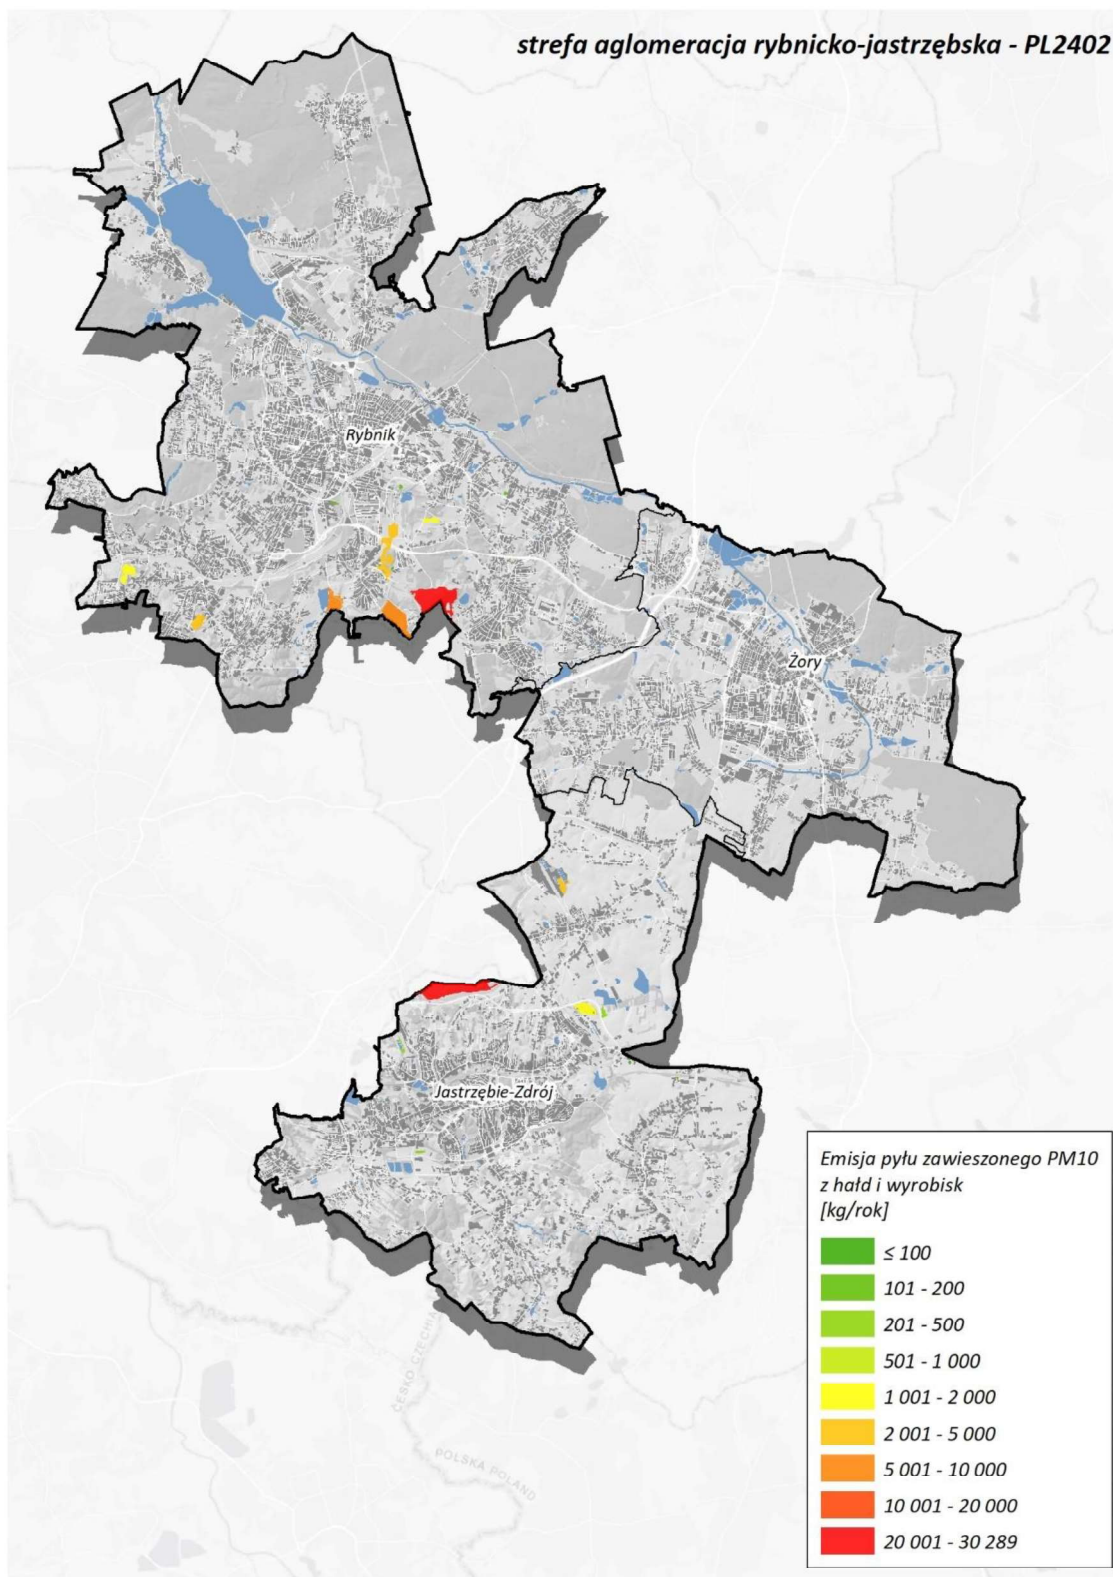 strefa aglomeracja rybnicko-jastrzębska - PL2402
Rybnik
Żory
Jastrzębie-Zdrój
Emisja pyłu zawieszonego PM10
z hałd i wyrobisk
[kg/rok]
≤ 100
101 - 200
201 - 500
501 - 1 000
1 001 - 2 000
2 001 - 5 000
5 001 - 10 000
10 001 - 20 000
20 001 - 30 289
ČESKO CZECHIA
POLSKA POLAND